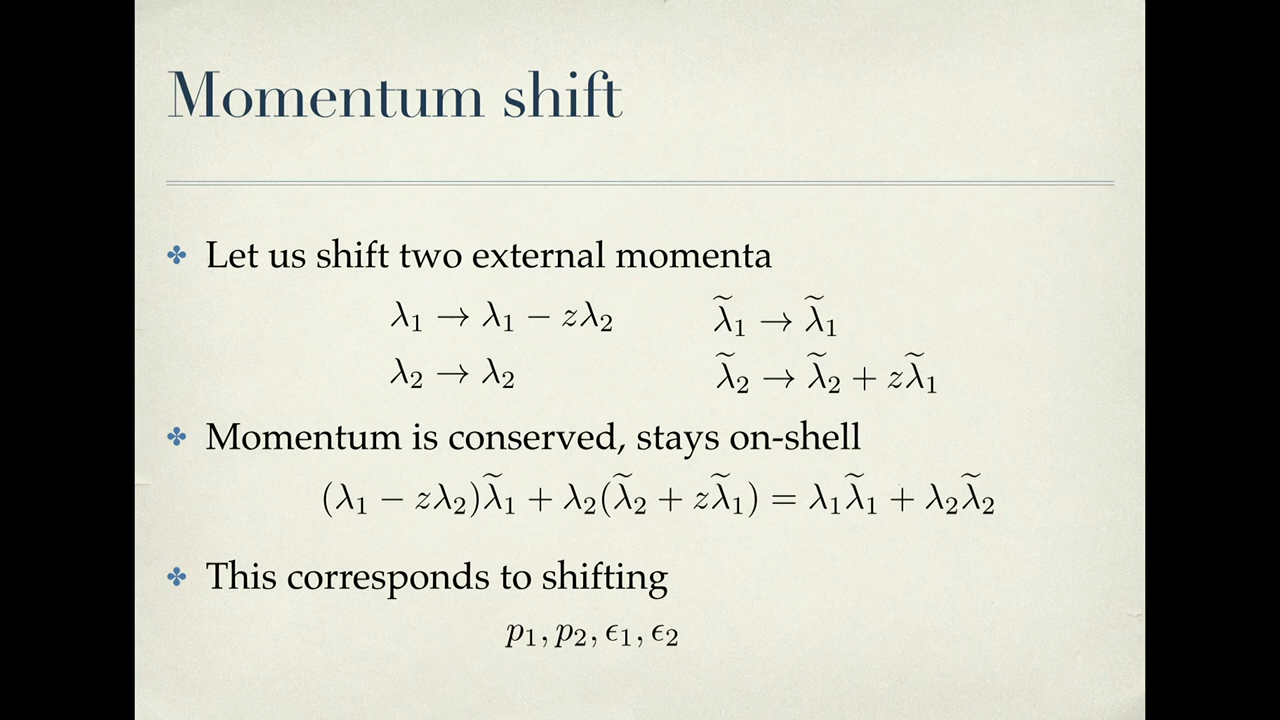 Momentum shift
✤ Let us shift two external momenta
λ₁ → λ₁ − zλ₂    λ̃₁ → λ̃₁
λ₂ → λ₂    λ̃₂ → λ̃₂ + zλ̃₁
✤ Momentum is conserved, stays on-shell
(λ₁ − zλ₂)λ̃₁ + λ₂(λ̃₂ + zλ̃₁) = λ₁λ̃₁ + λ₂λ̃₂
✤ This corresponds to shifting
p₁, p₂, ϵ₁, ϵ₂